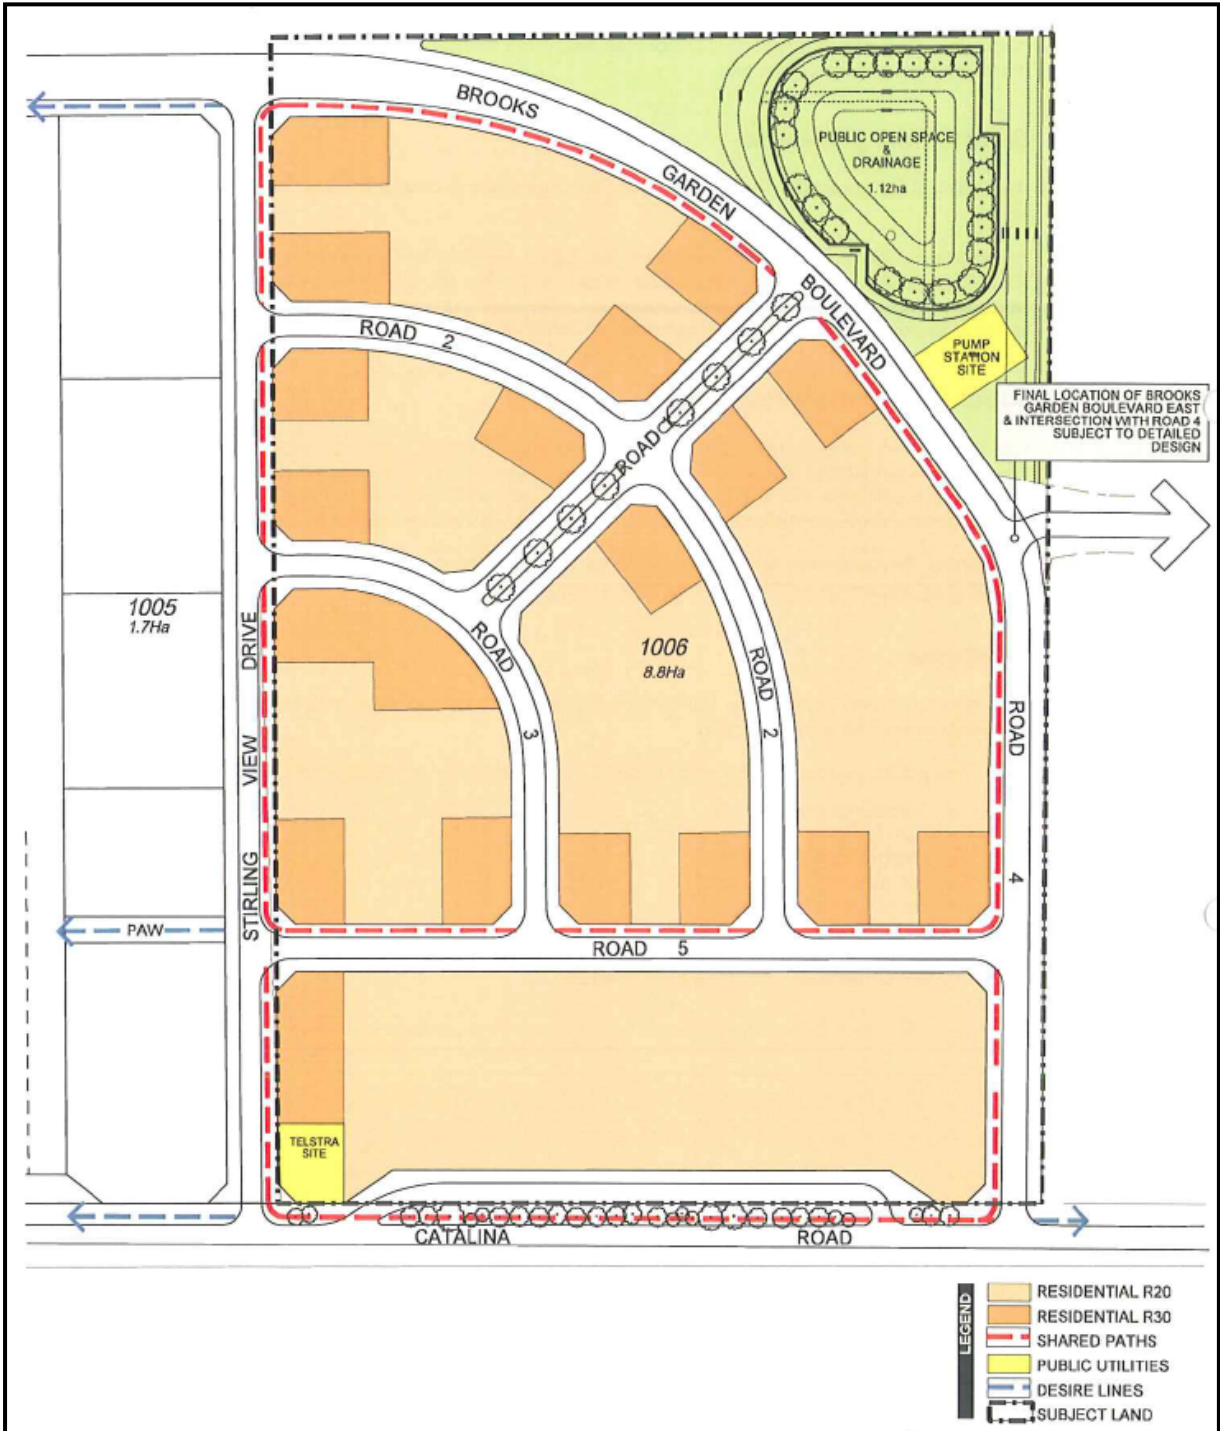 BROOKS
GARDEN
BOULEVARD
PUBLIC OPEN SPACE
&
DRAINAGE
1.12ha
PUMP
STATION
SITE
FINAL LOCATION OF BROOKS
GARDEN BOULEVARD EAST
& INTERSECTION WITH ROAD 4
SUBJECT TO DETAILED
DESIGN
ROAD 2
ROAD
1005
1.7Ha
ROAD 3
1006
8.8Ha
ROAD 2
ROAD 4
STIRLING VIEW DRIVE
PAW
ROAD 5
TELSTRA
SITE
CATALINA ROAD
LEGEND
RESIDENTIAL R20
RESIDENTIAL R30
SHARED PATHS
PUBLIC UTILITIES
DESIRE LINES
SUBJECT LAND